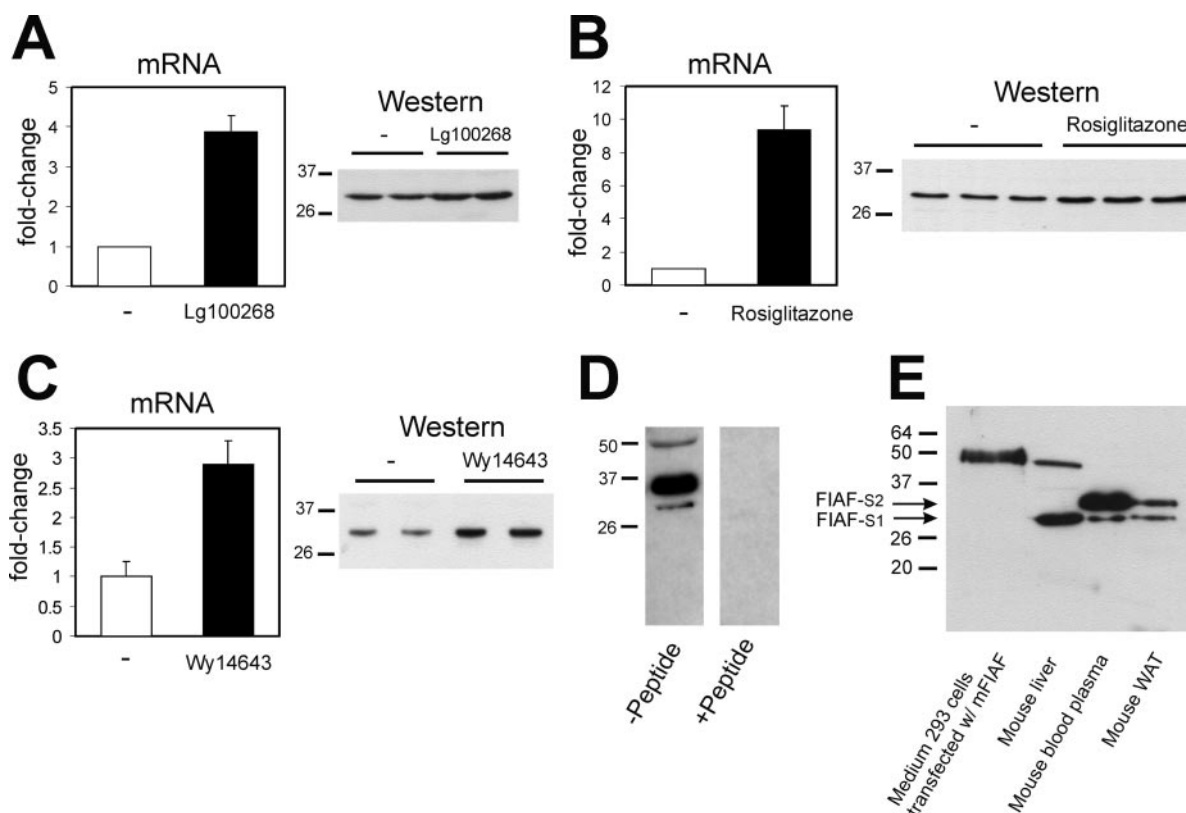 A
mRNA
fold-change
5
4
3
2
1
0
-
Lg100268
Western
-
Lg100268
37
26
B
mRNA
fold-change
12
10
8
6
4
2
0
-
Rosiglitazone
Western
-
Rosiglitazone
37
26
C
mRNA
fold-change
3.5
3
2.5
2
1.5
1
0.5
0
-
Wy14643
Western
-
Wy14643
37
26
D
50
37
26
-Peptide
+Peptide
E
64
50
37
FIAF-S2
FIAF-S1
26
20
Medium 293 cells
transfected w/ mFIAF
Mouse liver
Mouse blood plasma
Mouse WAT